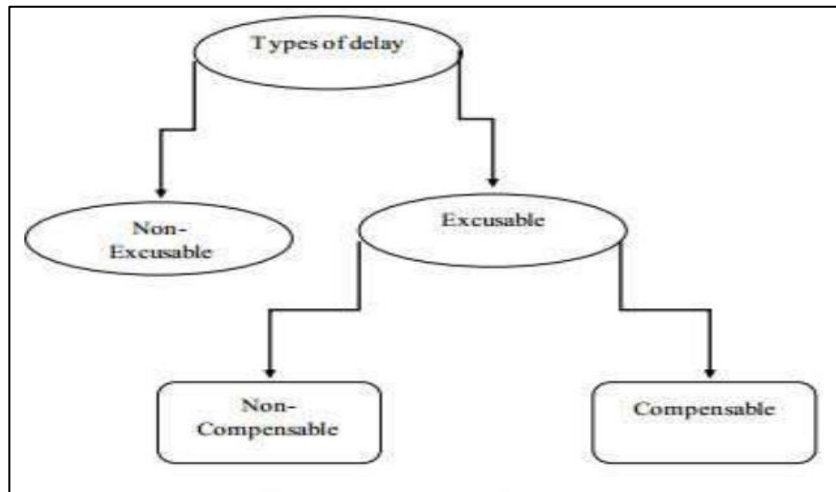 Types of delay
Non-
Excusable
Excusable
Non-
Compensable
Compensable